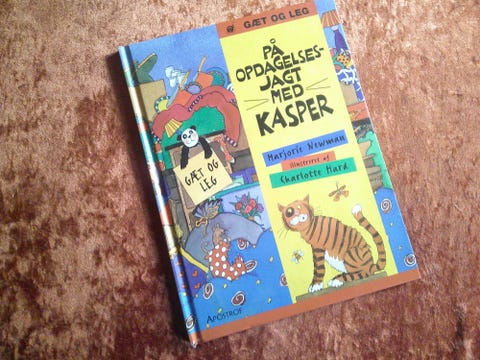 GÆT OG LEG
PÅ
OPDAGELSES-
JAGT
MED
KASPER
Marjorie Newman
illustreret af
Charlotte Hard
GÆT OG
LEG
APOSTROF